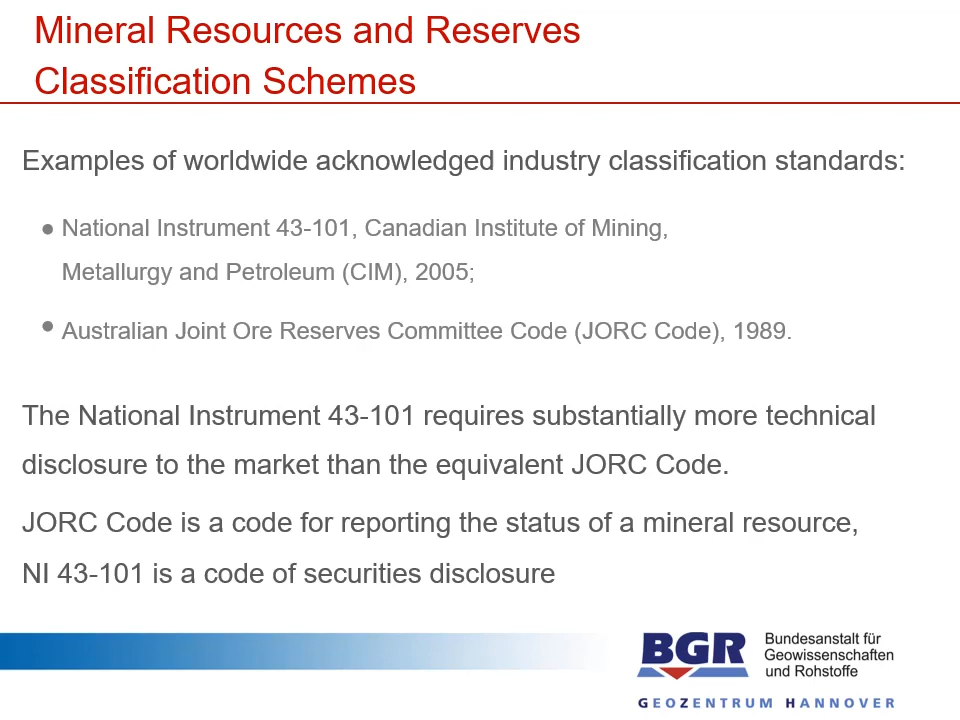 Mineral Resources and Reserves
Classification Schemes
Examples of worldwide acknowledged industry classification standards:
● National Instrument 43-101, Canadian Institute of Mining,
Metallurgy and Petroleum (CIM), 2005;
● Australian Joint Ore Reserves Committee Code (JORC Code), 1989.
The National Instrument 43-101 requires substantially more technical
disclosure to the market than the equivalent JORC Code.
JORC Code is a code for reporting the status of a mineral resource,
NI 43-101 is a code of securities disclosure
BGR
Bundesanstalt für
Geowissenschaften
und Rohstoffe
GEOZENTRUM HANNOVER